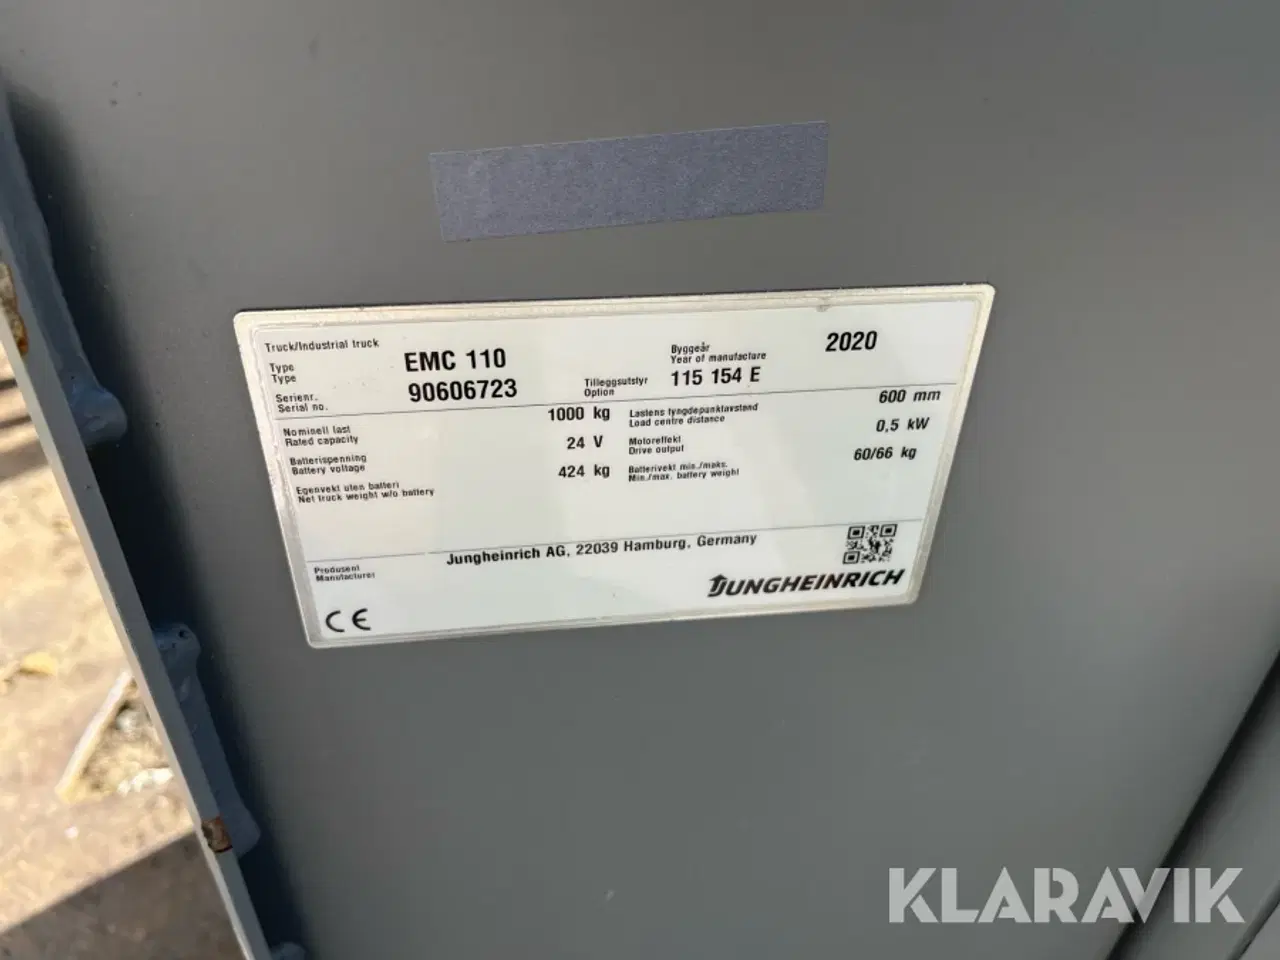 Truck/Industrial truck
Type
Type
EMC 110
Byggeår
Year of manufacture
2020
Serienr.
Serial no.
90606723
Tilleggsutstyr
Option
115 154 E
Nominell last
Rated capacity
1000 kg
Lastens tyngdepunktavstand
Load centre distance
600 mm
Batterispenning
Battery voltage
24 V
Motoreffekt
Drive output
0,5 kW
Egenvekt uten batteri
Net truck weight w/o battery
424 kg
Batterivekt min./maks.
Min./max. battery weight
60/66 kg
Produsent
Manufacturer
Jungheinrich AG, 22039 Hamburg, Germany
CE
JUNGHEINRICH
KLARAVIK